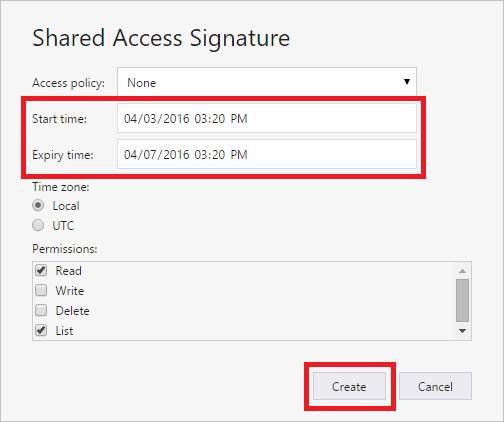 Shared Access Signature
Access policy: None
Start time: 04/03/2016 03:20 PM
Expiry time: 04/07/2016 03:20 PM
Time zone:
Local
UTC
Permissions:
Read
Write
Delete
List
Create Cancel